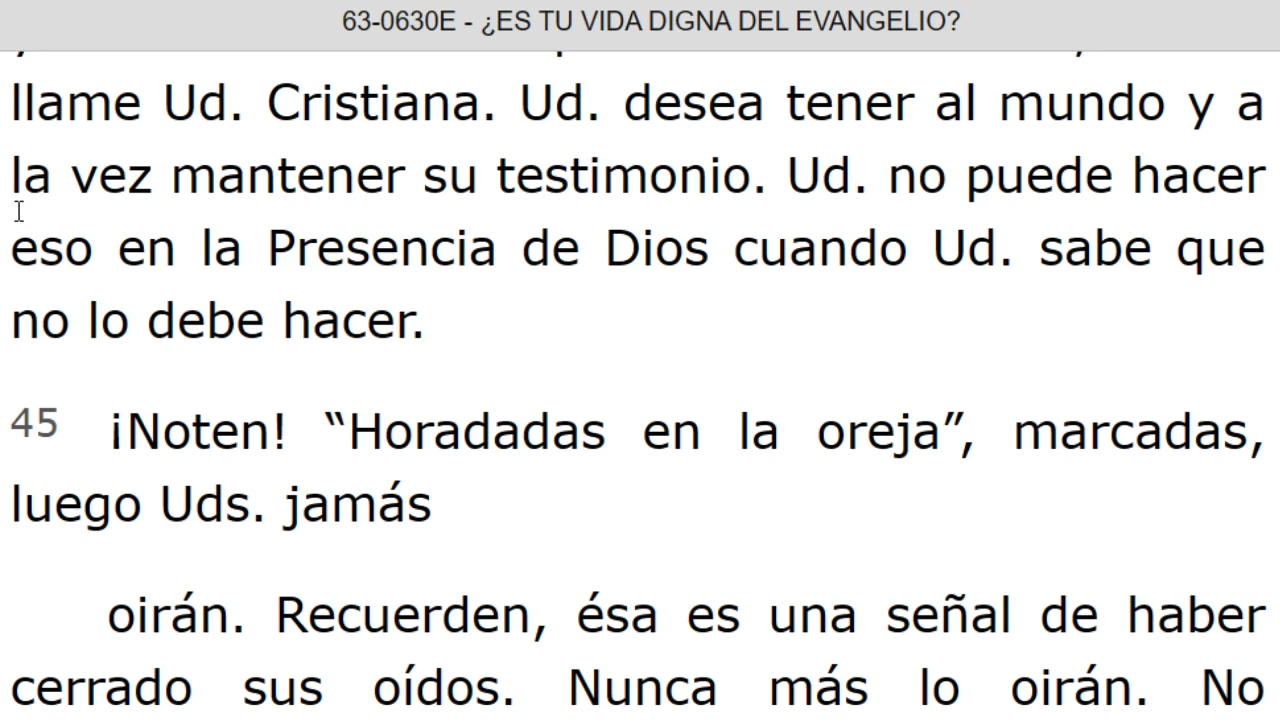 63-0630E - ¿ES TU VIDA DIGNA DEL EVANGELIO?
llame Ud. Cristiana. Ud. desea tener al mundo y a
la vez mantener su testimonio. Ud. no puede hacer
eso en la Presencia de Dios cuando Ud. sabe que
no lo debe hacer.
45 ¡Noten! “Horadadas en la oreja”, marcadas,
luego Uds. jamás
oirán. Recuerden, ésa es una señal de haber
cerrado sus oídos. Nunca más lo oirán. No